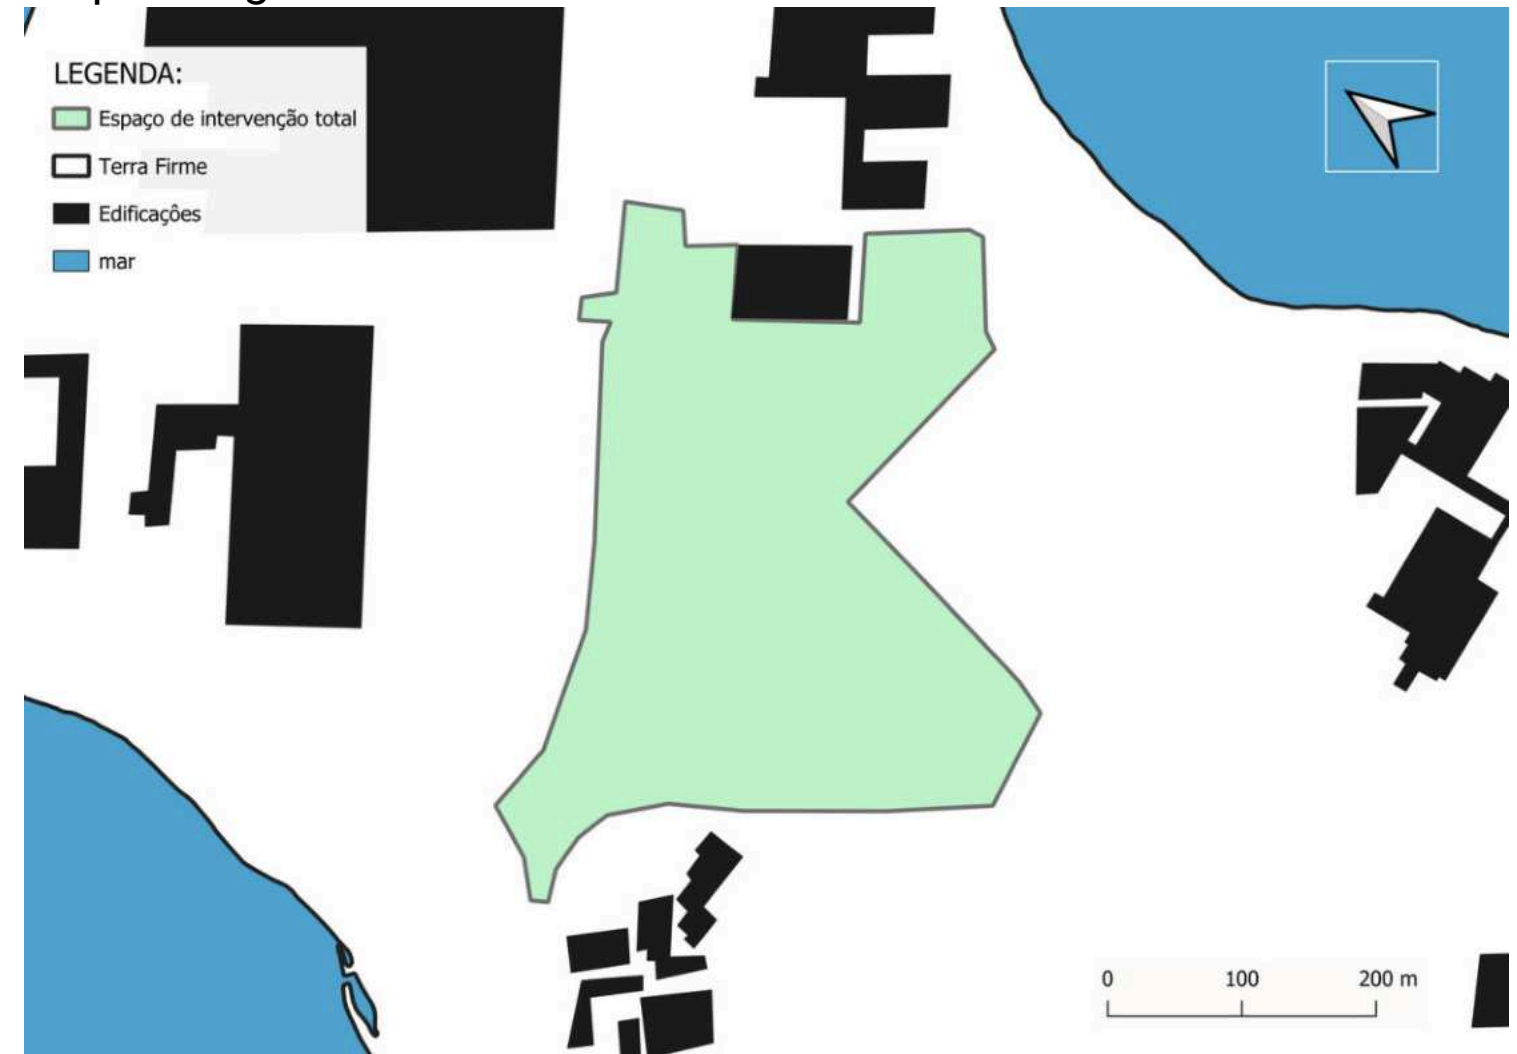 LEGENDA:
Espaço de intervenção total
Terra Firme
Edificações
mar
0 100 200 m